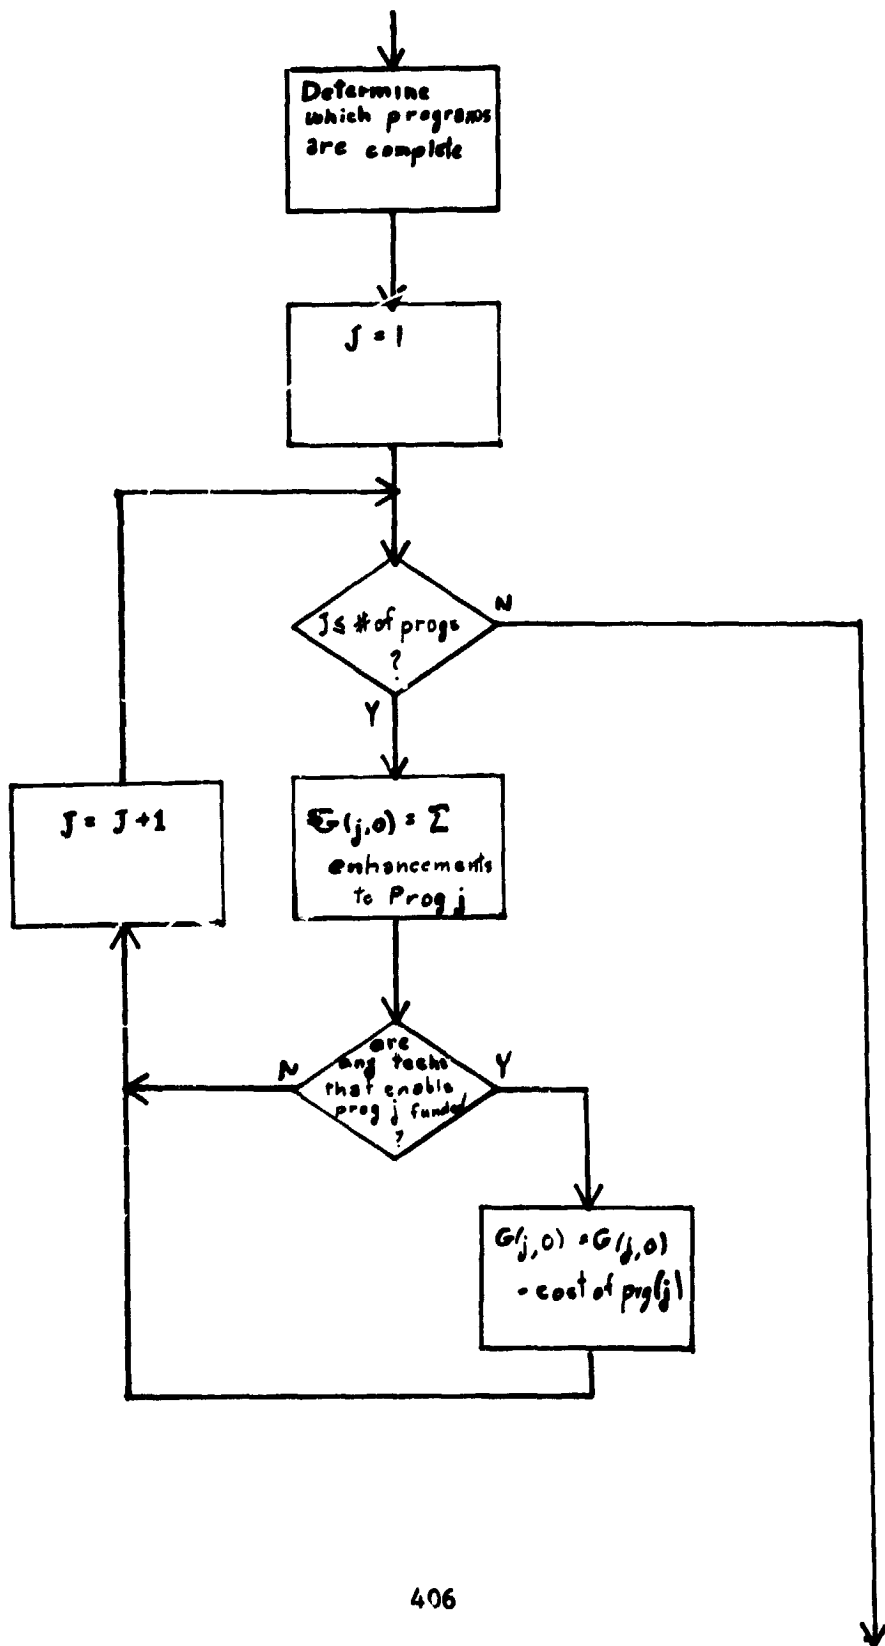 Determine
which programs
are complete
J = 1
J ≤ # of progs
?
N
Y
J = J + 1
G(j,0) = Σ
enhancements
to Prog j
are
any techs
that enable
prog j funded
?
N
Y
G(j,0) = G(j,0)
- cost of prg(j)
406